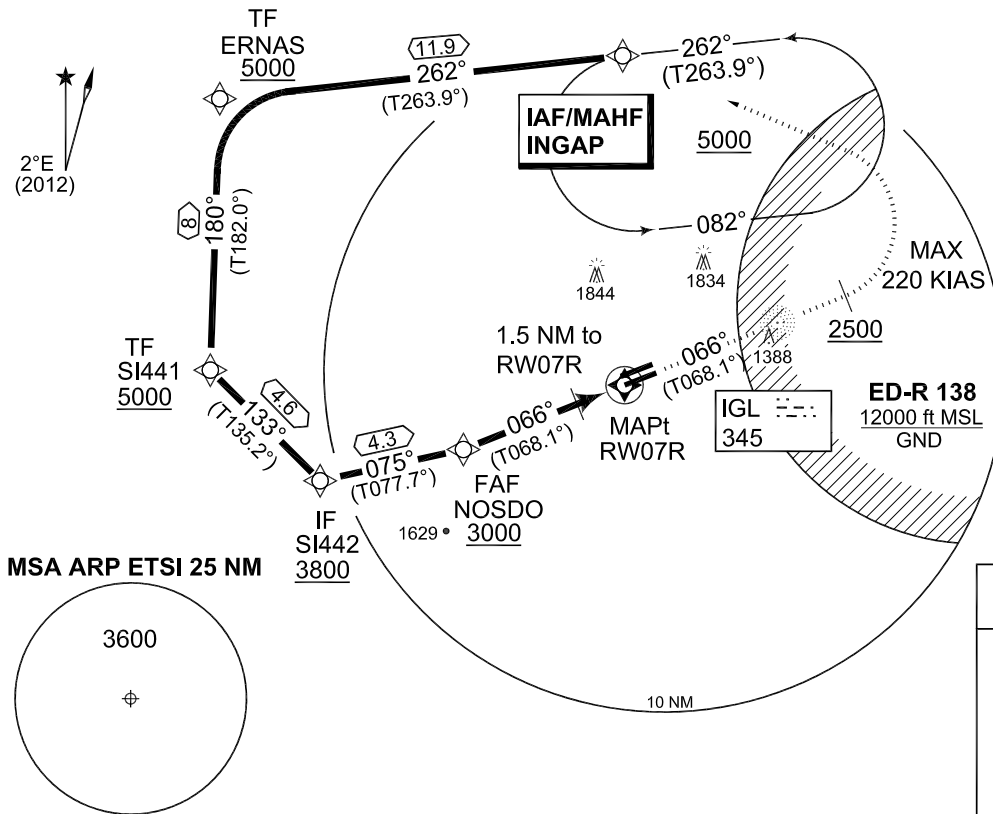 TF
ERNAS
5000
11.9
262°
(T263.9°)
262°
(T263.9°)
2°E
(2012)
IAF/MAHF
INGAP
5000
8
180°
(T182.0°)
082°
MAX
220 KIAS
1844
1834
2500
1.5 NM to
RW07R
066°
(T068.1°)
1388
TF
SI441
5000
4.6
133°
(T135.2°)
4.3
075°
(T077.7°)
066°
(T068.1°)
MAPt
RW07R
IGL
345
ED-R 138
12000 ft MSL
GND
FAF
NOSDO
3000
1629
IF
SI442
3800
MSA ARP ETSI 25 NM
3600
10 NM